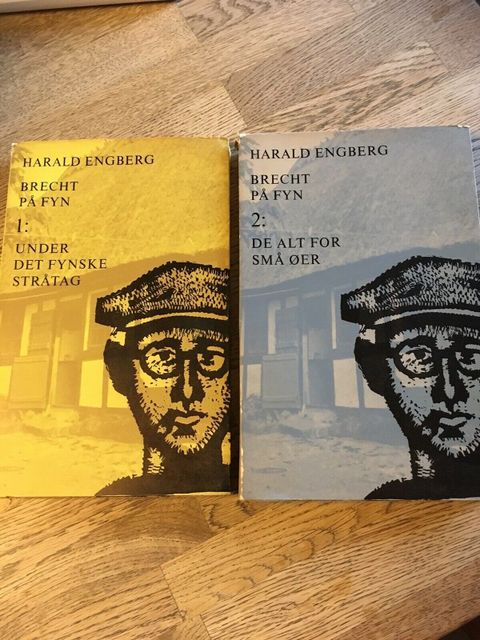 HARALD ENGBERG
BRECHT
PÅ FYN
1:
UNDER
DET FYNSKE
STRÅTAG
HARALD ENGBERG
BRECHT
PÅ FYN
2:
DE ALT FOR
SMÅ ØER